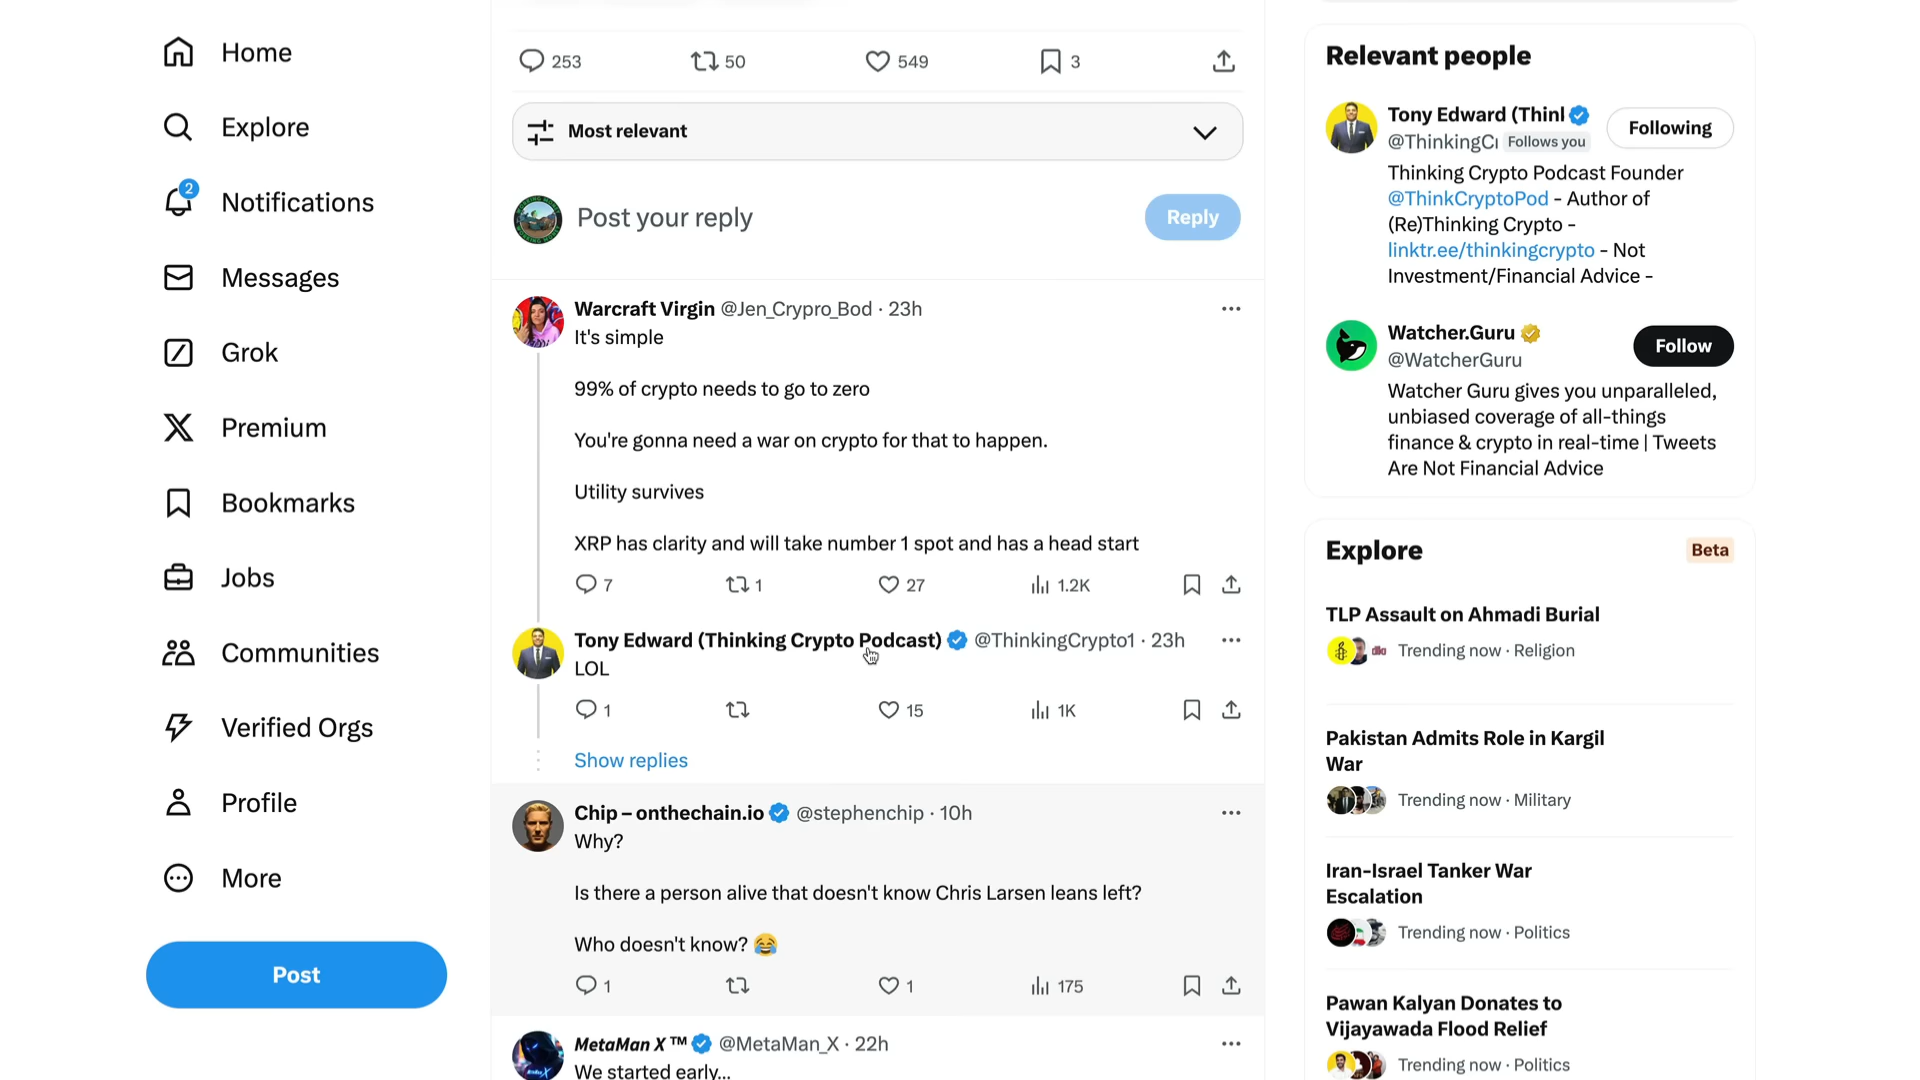 Home
Explore
2
Notifications
Messages
Grok
Premium
Bookmarks
Jobs
Communities
Verified Orgs
Profile
More
Post
253 50 549 3
Most relevant
Post your reply
Reply
Warcraft Virgin @Jen_Crypro_Bod · 23h
It's simple
99% of crypto needs to go to zero
You're gonna need a war on crypto for that to happen.
Utility survives
XRP has clarity and will take number 1 spot and has a head start
7 1 27 1.2K
Tony Edward (Thinking Crypto Podcast) @ThinkingCrypto1 · 23h
LOL
1 15 1K
Show replies
Chip – onthechain.io @stephenchip · 10h
Why?
Is there a person alive that doesn't know Chris Larsen leans left?
Who doesn't know? 😂
1 1 175
MetaMan X ™ @MetaMan_X · 22h
We started early...
Relevant people
Tony Edward (Thinl
Following
@ThinkingCı Follows you
Thinking Crypto Podcast Founder
@ThinkCryptoPod - Author of
(Re)Thinking Crypto -
linktr.ee/thinkingcrypto - Not
Investment/Financial Advice -
Watcher.Guru
Follow
@WatcherGuru
Watcher Guru gives you unparalleled,
unbiased coverage of all-things
finance & crypto in real-time | Tweets
Are Not Financial Advice
Explore
Beta
TLP Assault on Ahmadi Burial
Trending now · Religion
Pakistan Admits Role in Kargil
War
Trending now · Military
Iran-Israel Tanker War
Escalation
Trending now · Politics
Pawan Kalyan Donates to
Vijayawada Flood Relief
Trending now · Politics